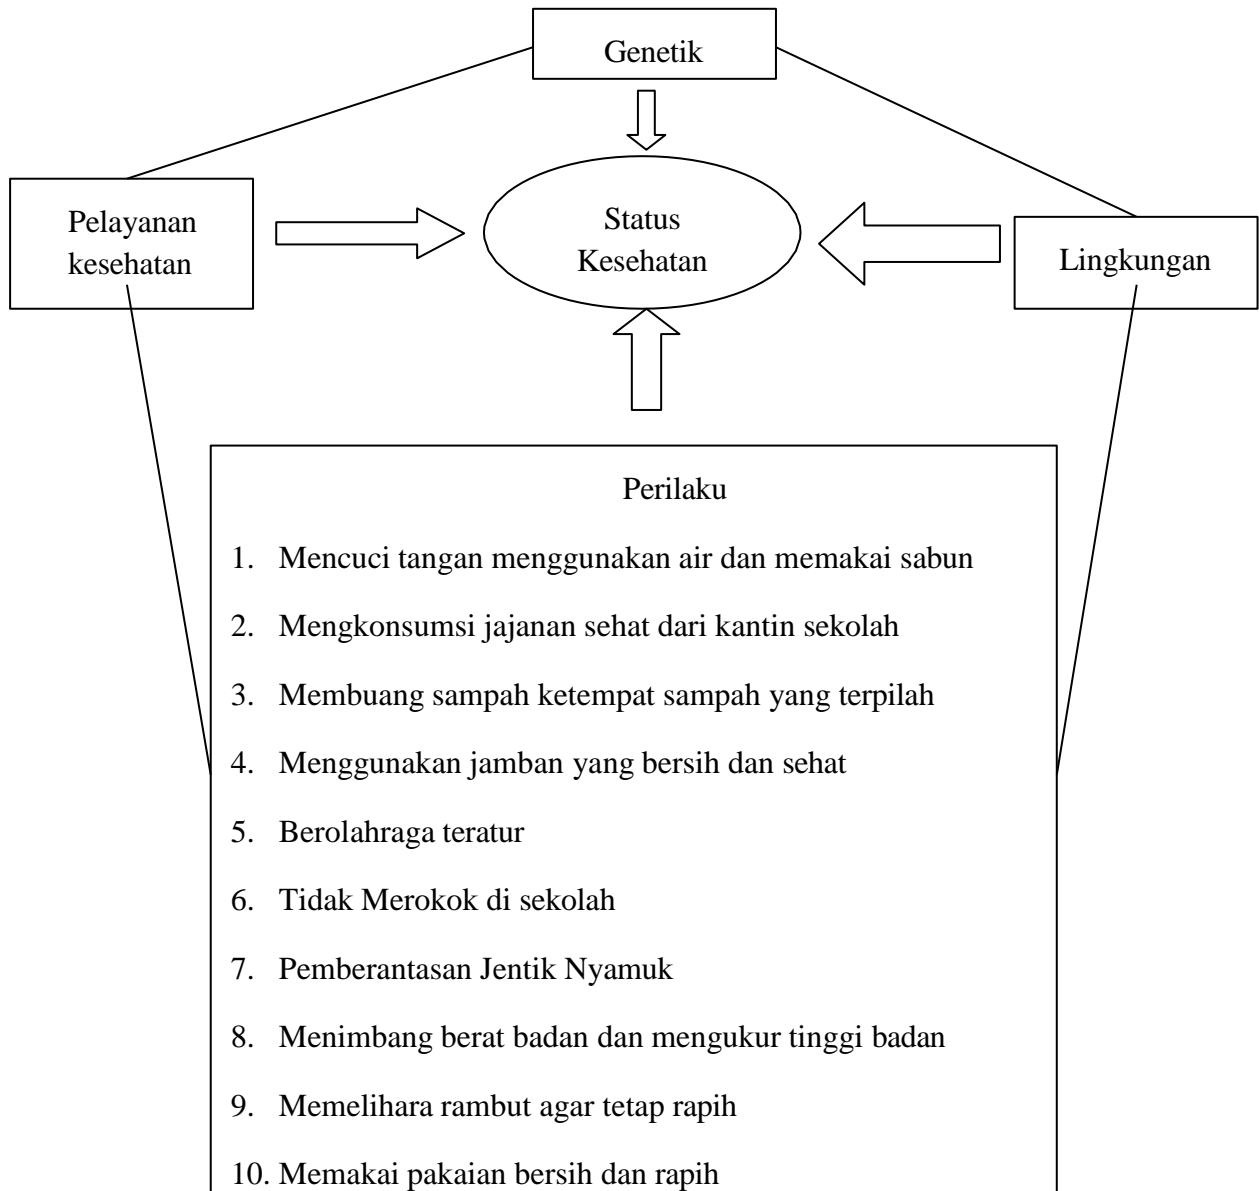 Genetik
Pelayanan
kesehatan
Status
Kesehatan
Lingkungan
Perilaku
1. Mencuci tangan menggunakan air dan memakai sabun
2. Mengkonsumsi jajanan sehat dari kantin sekolah
3. Membuang sampah ketempat sampah yang terpilah
4. Menggunakan jamban yang bersih dan sehat
5. Berolahraga teratur
6. Tidak Merokok di sekolah
7. Pemberantasan Jentik Nyamuk
8. Menimbang berat badan dan mengukur tinggi badan
9. Memelihara rambut agar tetap rapih
10. Memakai pakaian bersih dan rapih